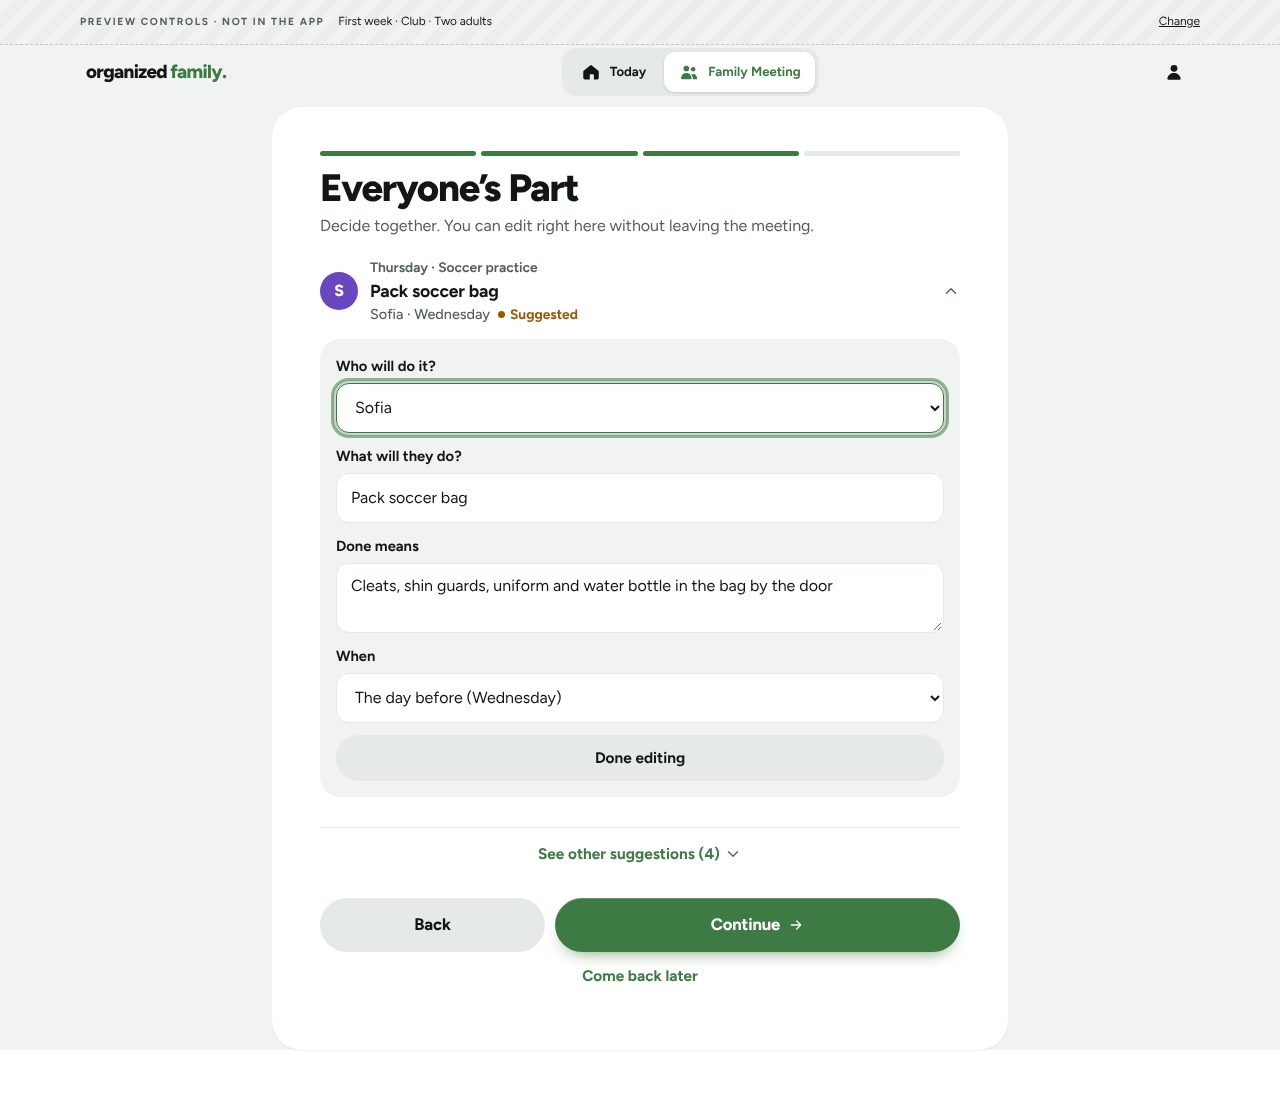 PREVIEW CONTROLS · NOT IN THE APP First week · Club · Two adults Change
organized family. Today Family Meeting
Everyone’s Part
Decide together. You can edit right here without leaving the meeting.
Thursday · Soccer practice
S Pack soccer bag
Sofia · Wednesday Suggested
Who will do it?
Sofia
What will they do?
Pack soccer bag
Done means
Cleats, shin guards, uniform and water bottle in the bag by the door
When
The day before (Wednesday)
Done editing
See other suggestions (4)
Back Continue →
Come back later